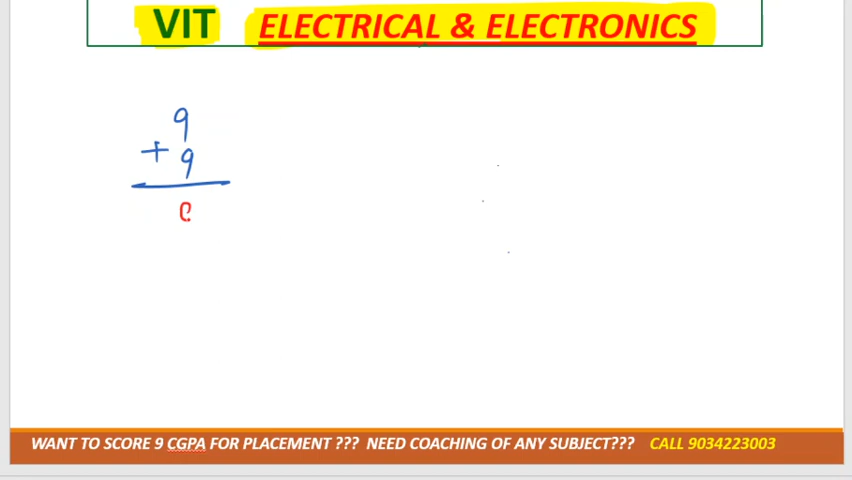 VIT ELECTRICAL & ELECTRONICS
9
+ 9
WANT TO SCORE 9 CGPA FOR PLACEMENT ??? NEED COACHING OF ANY SUBJECT??? CALL 9034223003